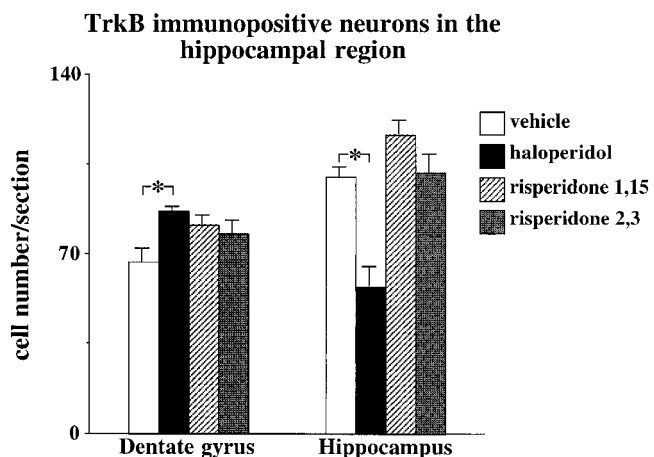 TrkB immunopositive neurons in the
hippocampal region
140
70
0
cell number/section
*
*
vehicle
haloperidol
risperidone 1,15
risperidone 2,3
Dentate gyrus
Hippocampus